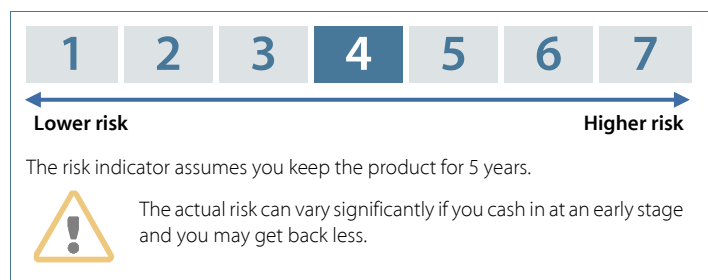 1 2 3 4 5 6 7
Lower risk Higher risk
The risk indicator assumes you keep the product for 5 years.
The actual risk can vary significantly if you cash in at an early stage
and you may get back less.